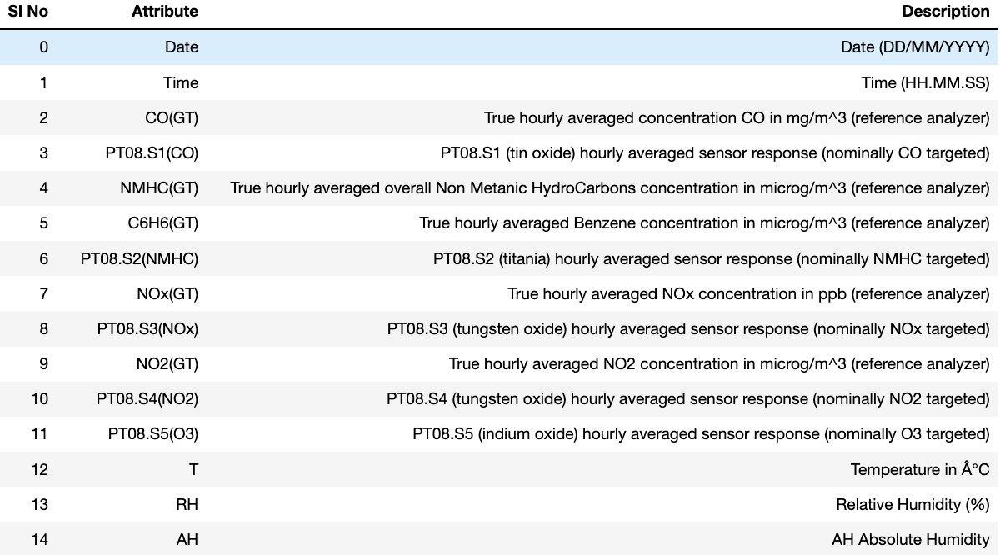 Sl No Attribute Description
0 Date Date (DD/MM/YYYY)
1 Time Time (HH.MM.SS)
2 CO(GT) True hourly averaged concentration CO in mg/m^3 (reference analyzer)
3 PT08.S1(CO) PT08.S1 (tin oxide) hourly averaged sensor response (nominally CO targeted)
4 NMHC(GT) True hourly averaged overall Non Metanic HydroCarbons concentration in microg/m^3 (reference analyzer)
5 C6H6(GT) True hourly averaged Benzene concentration in microg/m^3 (reference analyzer)
6 PT08.S2(NMHC) PT08.S2 (titania) hourly averaged sensor response (nominally NMHC targeted)
7 NOx(GT) True hourly averaged NOx concentration in ppb (reference analyzer)
8 PT08.S3(NOx) PT08.S3 (tungsten oxide) hourly averaged sensor response (nominally NOx targeted)
9 NO2(GT) True hourly averaged NO2 concentration in microg/m^3 (reference analyzer)
10 PT08.S4(NO2) PT08.S4 (tungsten oxide) hourly averaged sensor response (nominally NO2 targeted)
11 PT08.S5(O3) PT08.S5 (indium oxide) hourly averaged sensor response (nominally O3 targeted)
12 T Temperature in Â°C
13 RH Relative Humidity (%)
14 AH AH Absolute Humidity